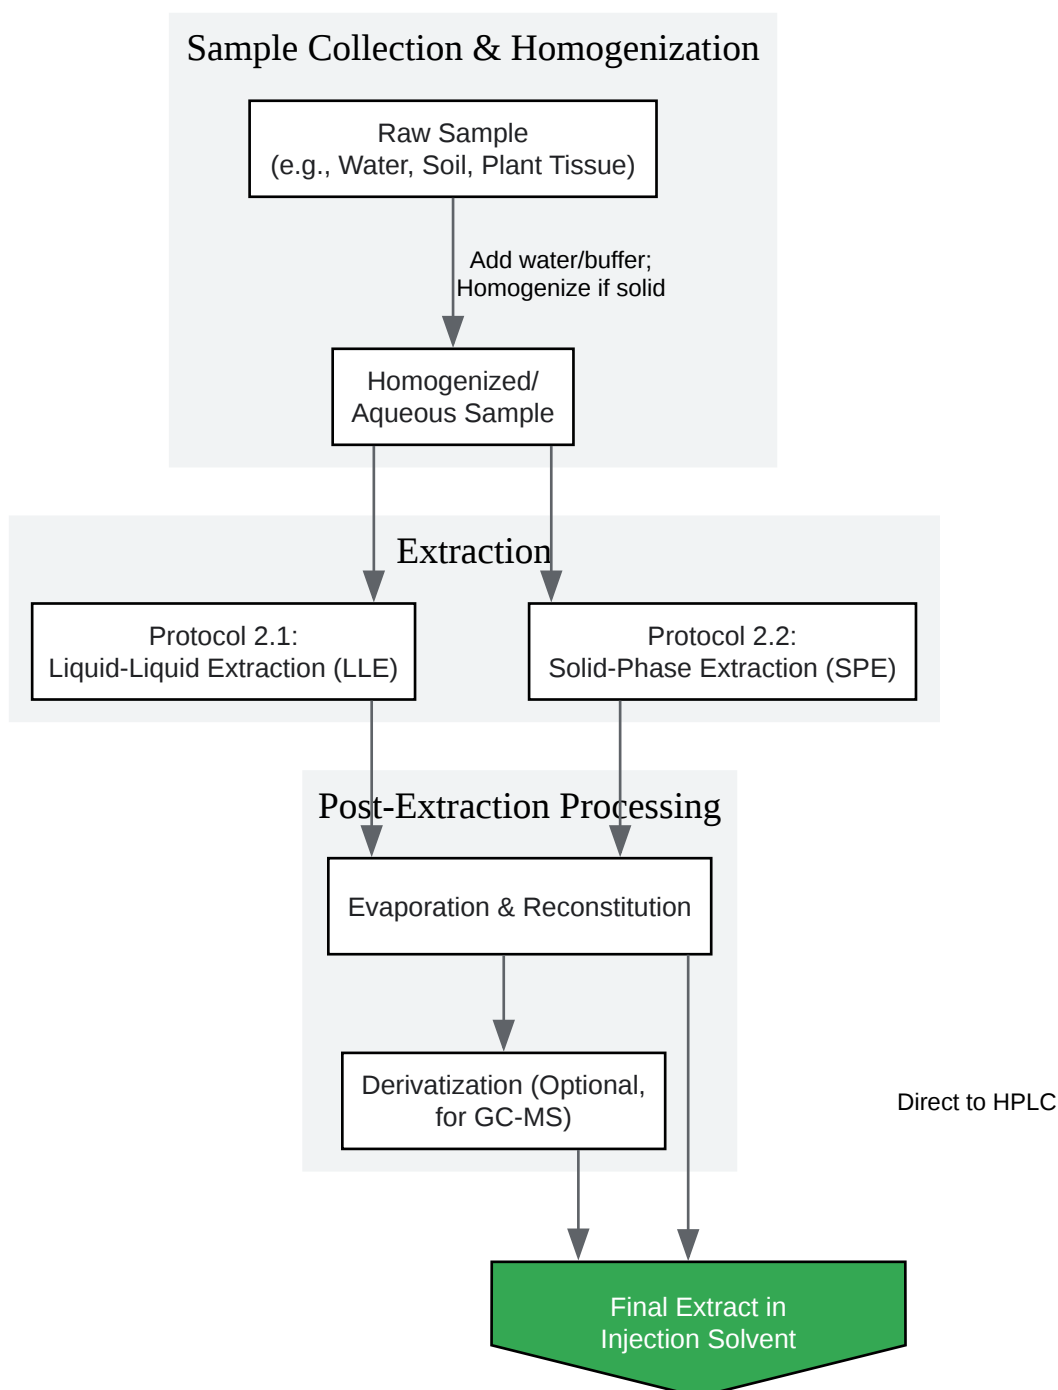 Sample Collection & Homogenization
Raw Sample
(e.g., Water, Soil, Plant Tissue)
Add water/buffer;
Homogenize if solid
Homogenized/
Aqueous Sample
Extraction
Protocol 2.1:
Liquid-Liquid Extraction (LLE)
Protocol 2.2:
Solid-Phase Extraction (SPE)
Post-Extraction Processing
Evaporation & Reconstitution
Derivatization (Optional,
for GC-MS)
Direct to HPLC
Final Extract in
Injection Solvent